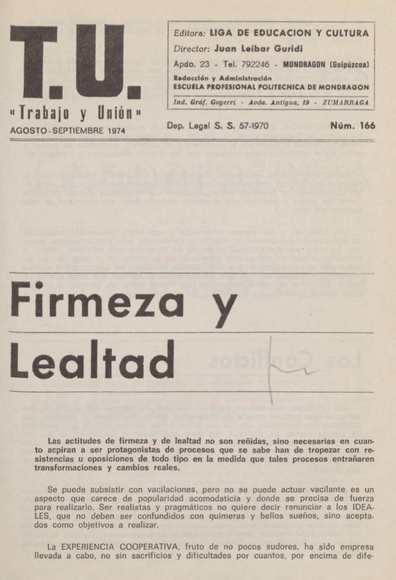 T.U.
« Trabajo y Unión »
AGOSTO-SEPTIEMBRE 1974
Editora: LIGA DE EDUCACION Y CULTURA
Director: Juan Leibar Guridi
Apdo. 23 - Tel. 792246 - MONDRAGON (Guipúzcoa)
Redacción y Administración
ESCUELA PROFESIONAL POLITECNICA DE MONDRAGON
Ind. Gráf. Goyerri - Avda. Antigua, 19 - ZUMARRAGA
Dep. Legal S. S. 57-1970 Núm. 166
Firmeza y
Lealtad
Las actitudes de firmeza y de lealtad no son reñidas, sino necesarias en cuan-
to aspiran a ser protagonistas de procesos que se sabe han de tropezar con re-
sistencias u oposiciones de todo tipo en la medida que tales procesos entrañaren
transformaciones y cambios reales.
Se puede subsistir con vacilaciones, pero no se puede actuar vacilante es un
aspecto que carece de popularidad acomodaticia y donde se precisa de fuerza
para realizarlo. Ser realistas y pragmáticos no quiere decir renunciar a los IDEA-
LES, que no deben ser confundidos con quimeras y bellos sueños, sino acepta-
dos como objetivos a realizar.
La EXPERIENCIA COOPERATIVA, fruto de no pocos sudores, ha sido empresa
llevada a cabo, no sin sacrificios y dificultades por cuantos, por encima de dife-